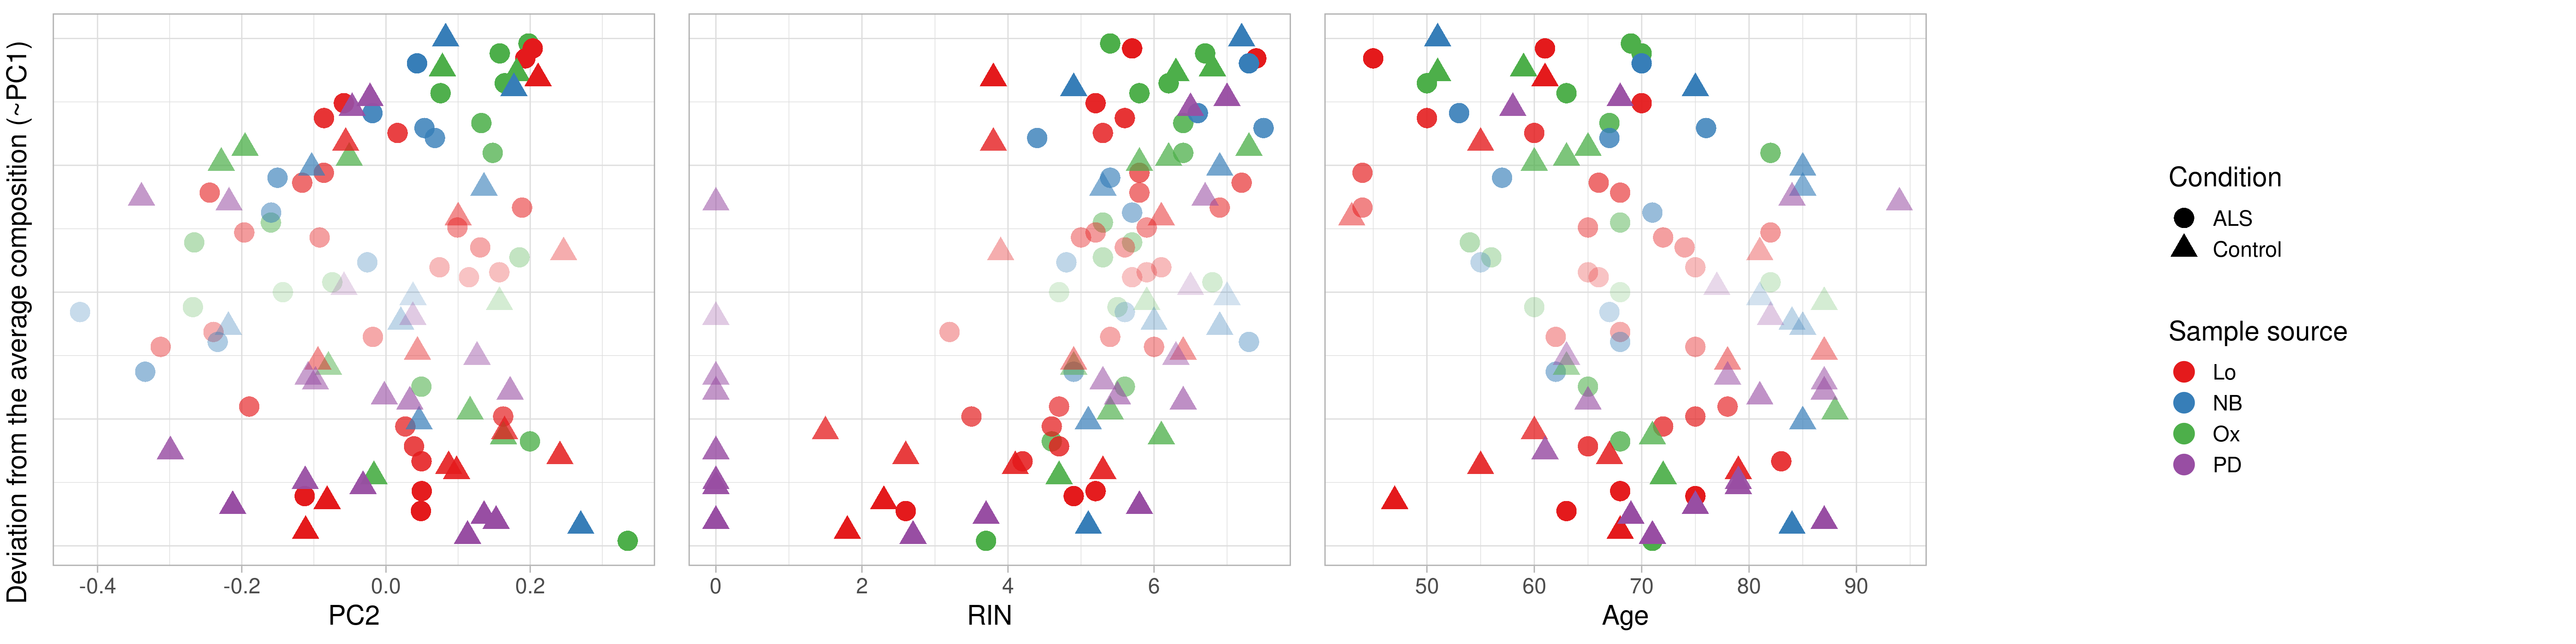 Deviation from the average composition (~PC1)
-0.4 -0.2 0.0 0.2
PC2
0 2 4 6
RIN
50 60 70 80 90
Age
Condition
ALS
Control
Sample source
Lo
NB
Ox
PD